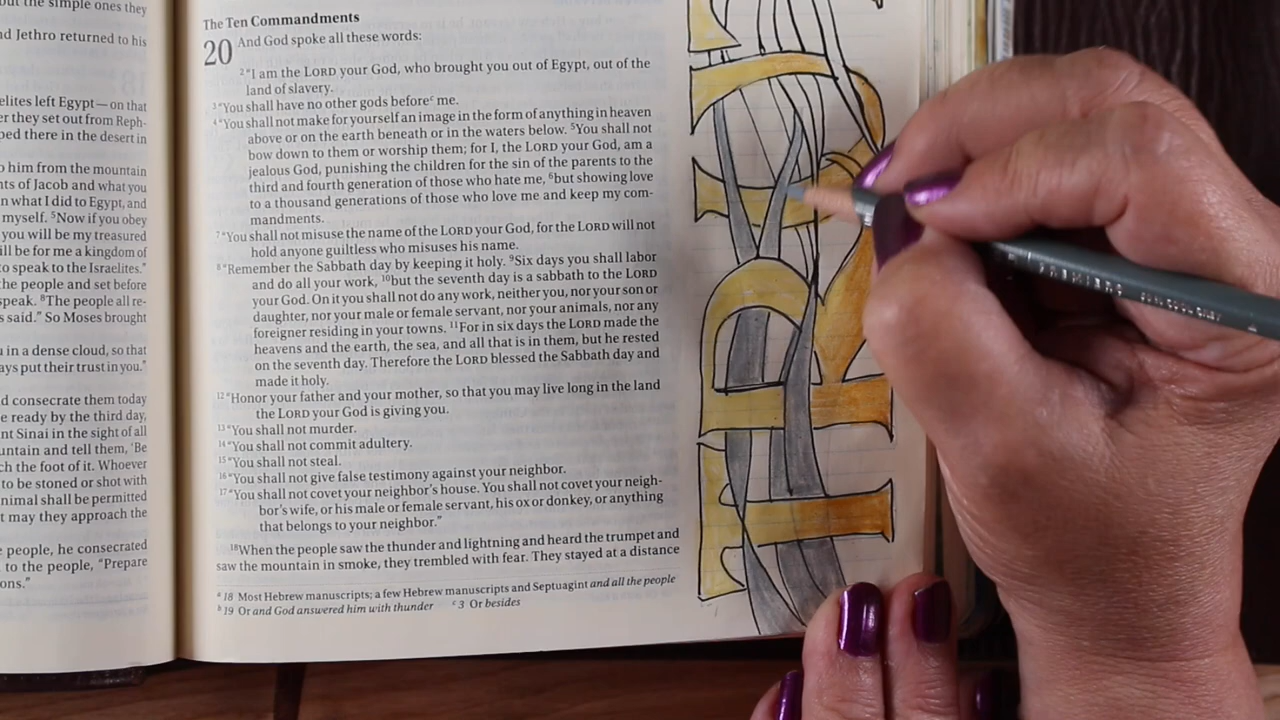 but the simple ones they
nd Jethro returned to his
elites left Egypt — on that
er they set out from Reph-
ped there in the desert in
o him from the mountain
nts of Jacob and what you
n what I did to Egypt, and
myself. ⁵Now if you obey
you will be my treasured
ill be for me a kingdom of
o speak to the Israelites."
the people and set before
speak. ⁸The people all re-
s said." So Moses brought
u in a dense cloud, so that
ays put their trust in you."
d consecrate them today
e ready by the third day,
nt Sinai in the sight of all
untain and tell them, 'Be
ch the foot of it. Whoever
to be stoned or shot with
nimal shall be permitted
t may they approach the
e people, he consecrated
to the people, "Prepare
ons."
The Ten Commandments
20 And God spoke all these words:
²"I am the LORD your God, who brought you out of Egypt, out of the
land of slavery.
³"You shall have no other gods beforeᶜ me.
⁴"You shall not make for yourself an image in the form of anything in heaven
above or on the earth beneath or in the waters below. ⁵You shall not
bow down to them or worship them; for I, the LORD your God, am a
jealous God, punishing the children for the sin of the parents to the
third and fourth generation of those who hate me, ⁶but showing love
to a thousand generations of those who love me and keep my com-
mandments.
⁷"You shall not misuse the name of the LORD your God, for the LORD will not
hold anyone guiltless who misuses his name.
⁸"Remember the Sabbath day by keeping it holy. ⁹Six days you shall labor
and do all your work, ¹⁰but the seventh day is a sabbath to the LORD
your God. On it you shall not do any work, neither you, nor your son or
daughter, nor your male or female servant, nor your animals, nor any
foreigner residing in your towns. ¹¹For in six days the LORD made the
heavens and the earth, the sea, and all that is in them, but he rested
on the seventh day. Therefore the LORD blessed the Sabbath day and
made it holy.
¹²"Honor your father and your mother, so that you may live long in the land
the LORD your God is giving you.
¹³"You shall not murder.
¹⁴"You shall not commit adultery.
¹⁵"You shall not steal.
¹⁶"You shall not give false testimony against your neighbor.
¹⁷"You shall not covet your neighbor's house. You shall not covet your neigh-
bor's wife, or his male or female servant, his ox or donkey, or anything
that belongs to your neighbor."
¹⁸When the people saw the thunder and lightning and heard the trumpet and
saw the mountain in smoke, they trembled with fear. They stayed at a distance
ᵃ 18 Most Hebrew manuscripts; a few Hebrew manuscripts and Septuagint and all the people
ᵇ 19 Or and God answered him with thunder ᶜ 3 Or besides